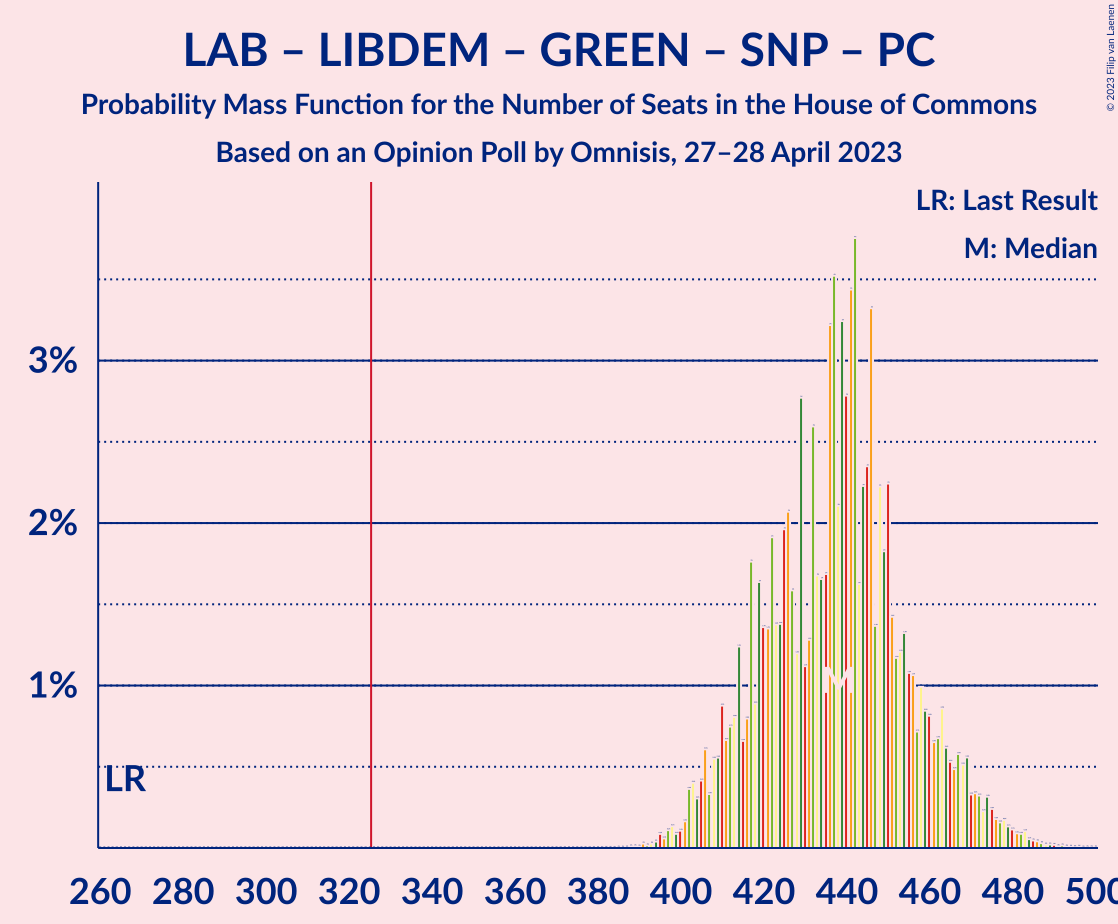 LAB – LIBDEM – GREEN – SNP – PC
Probability Mass Function for the Number of Seats in the House of Commons
Based on an Opinion Poll by Omnisis, 27–28 April 2023
© 2023 Filip van Laenen
LR: Last Result
M: Median
3%
2%
1%
M
LR
260 280 300 320 340 360 380 400 420 440 460 480 500